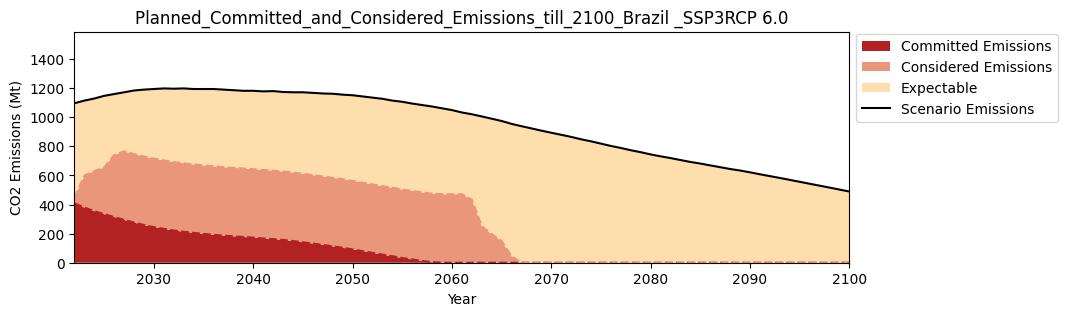 Planned_Committed_and_Considered_Emissions_till_2100_Brazil _SSP3RCP 6.0
CO2 Emissions (Mt)
1400
1200
1000
800
600
400
200
0
2030 2040 2050 2060 2070 2080 2090 2100
Year
Committed Emissions
Considered Emissions
Expectable
Scenario Emissions